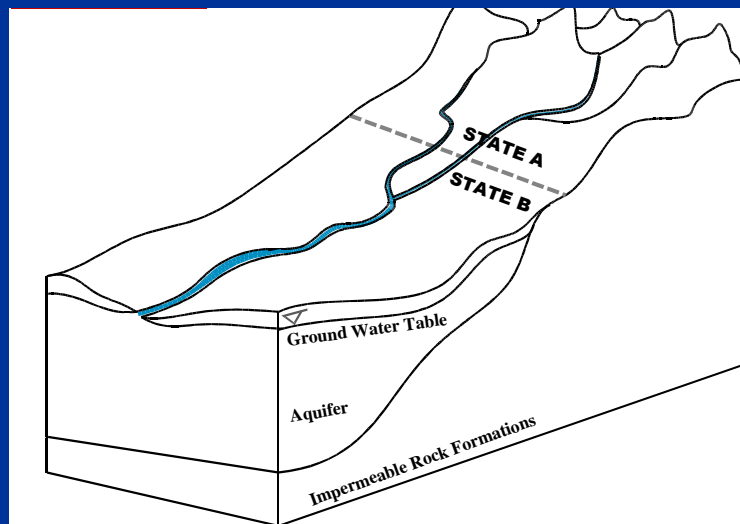 STATE A
STATE B
Ground Water Table
Aquifer
Impermeable Rock Formations